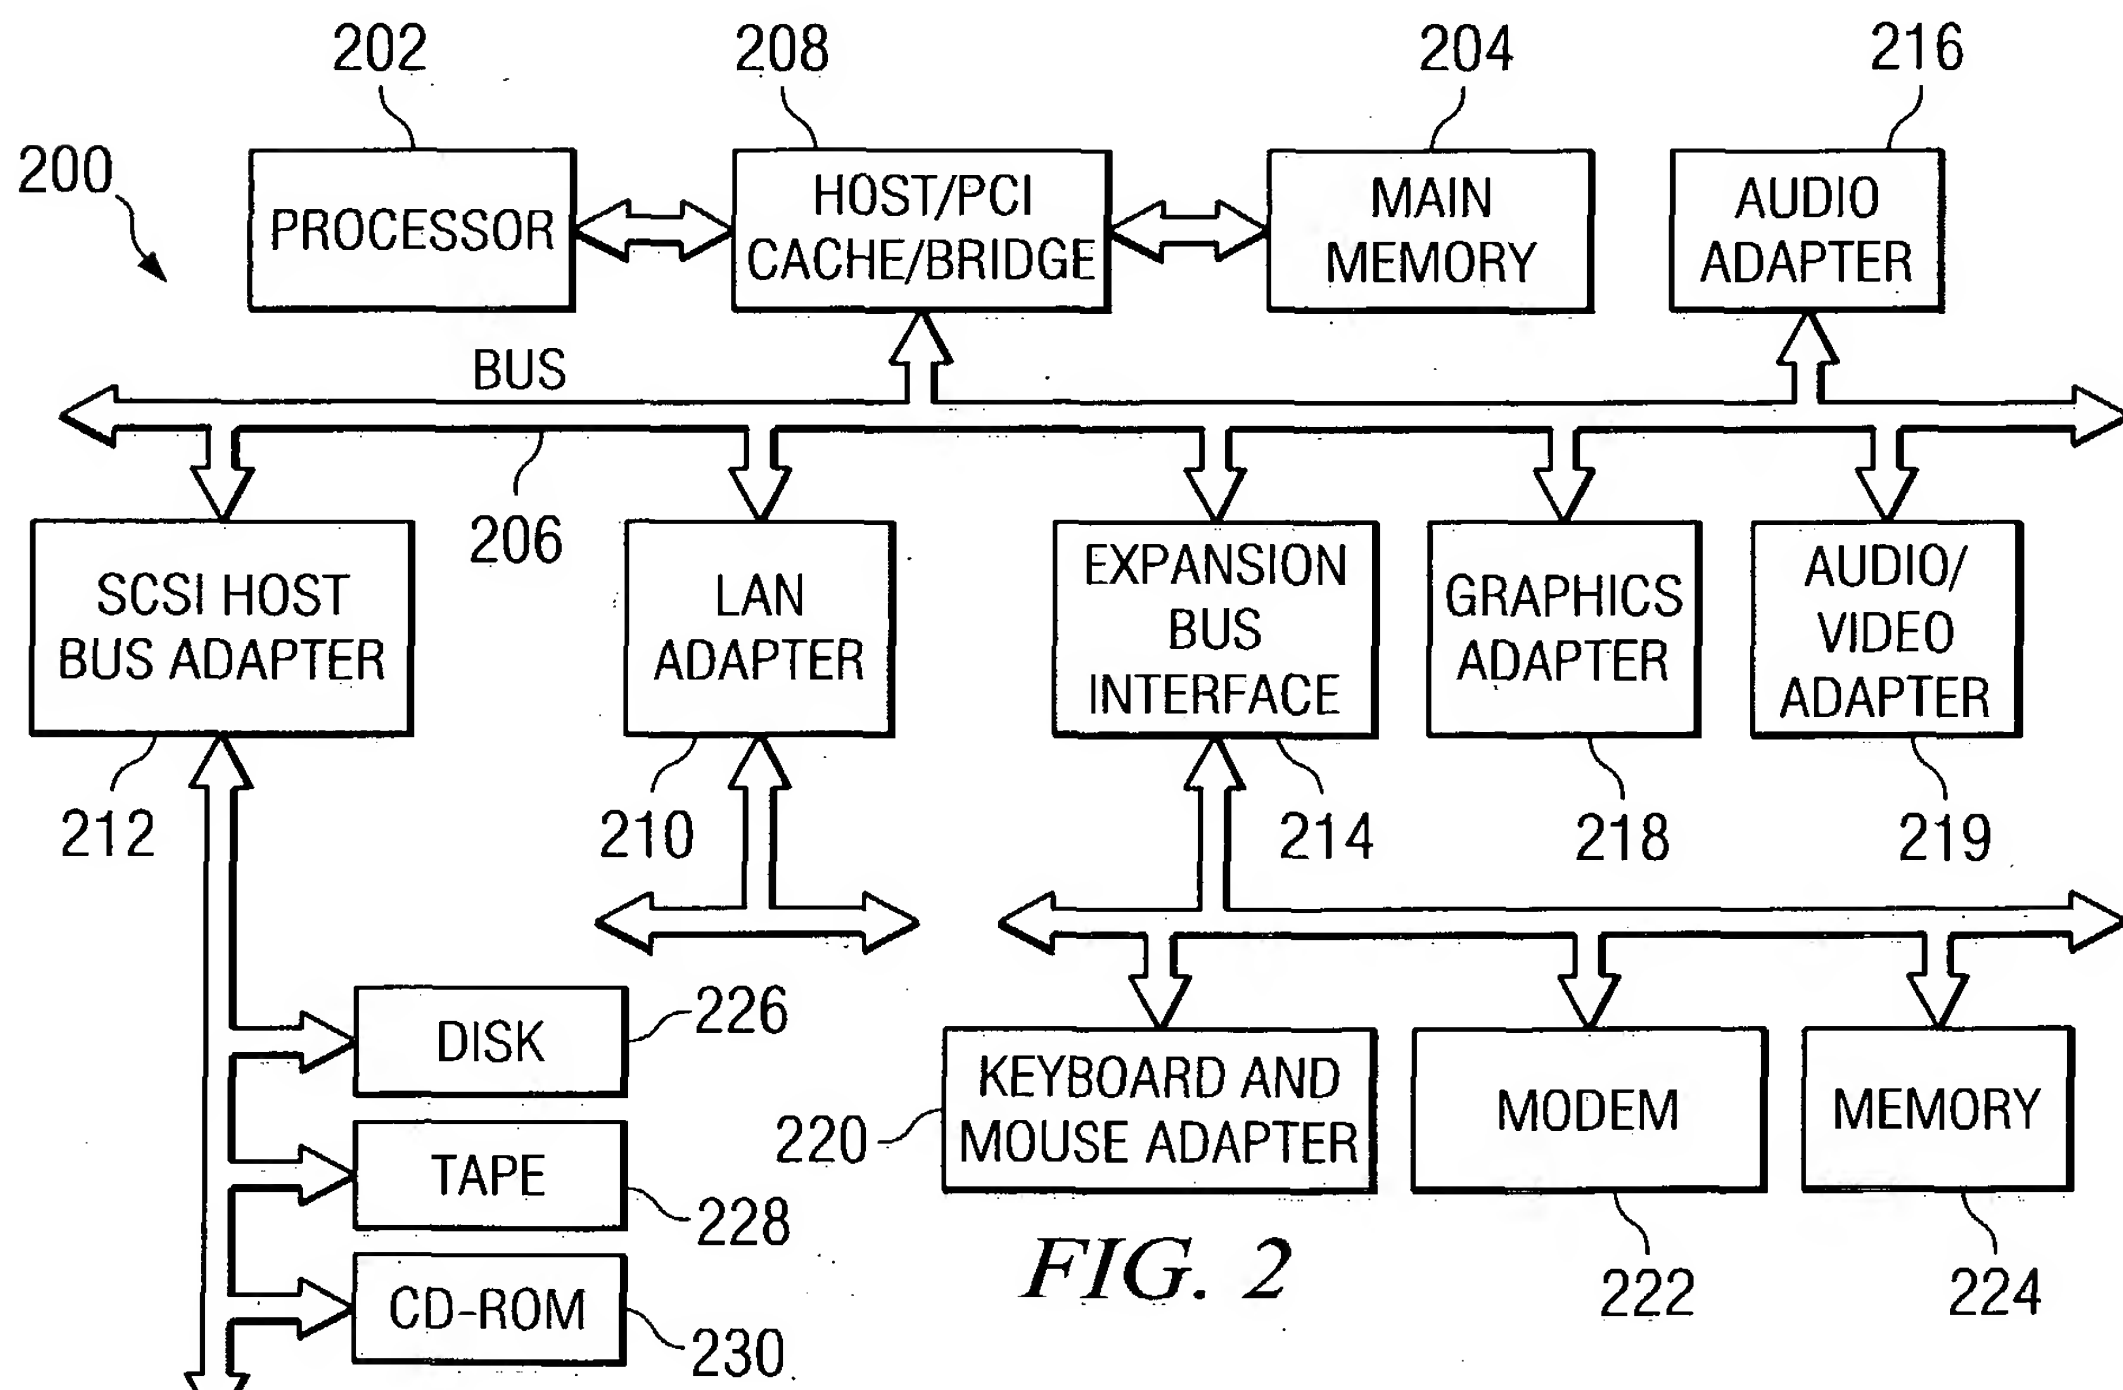 202
208
204
216
200
PROCESSOR
HOST/PCI
CACHE/BRIDGE
MAIN
MEMORY
AUDIO
ADAPTER
BUS
206
SCSI HOST
BUS ADAPTER
LAN
ADAPTER
EXPANSION
BUS
INTERFACE
GRAPHICS
ADAPTER
AUDIO/
VIDEO
ADAPTER
212
210
214
218
219
DISK
226
TAPE
228
CD-ROM
230
220
KEYBOARD AND
MOUSE ADAPTER
MODEM
MEMORY
222
224
FIG. 2